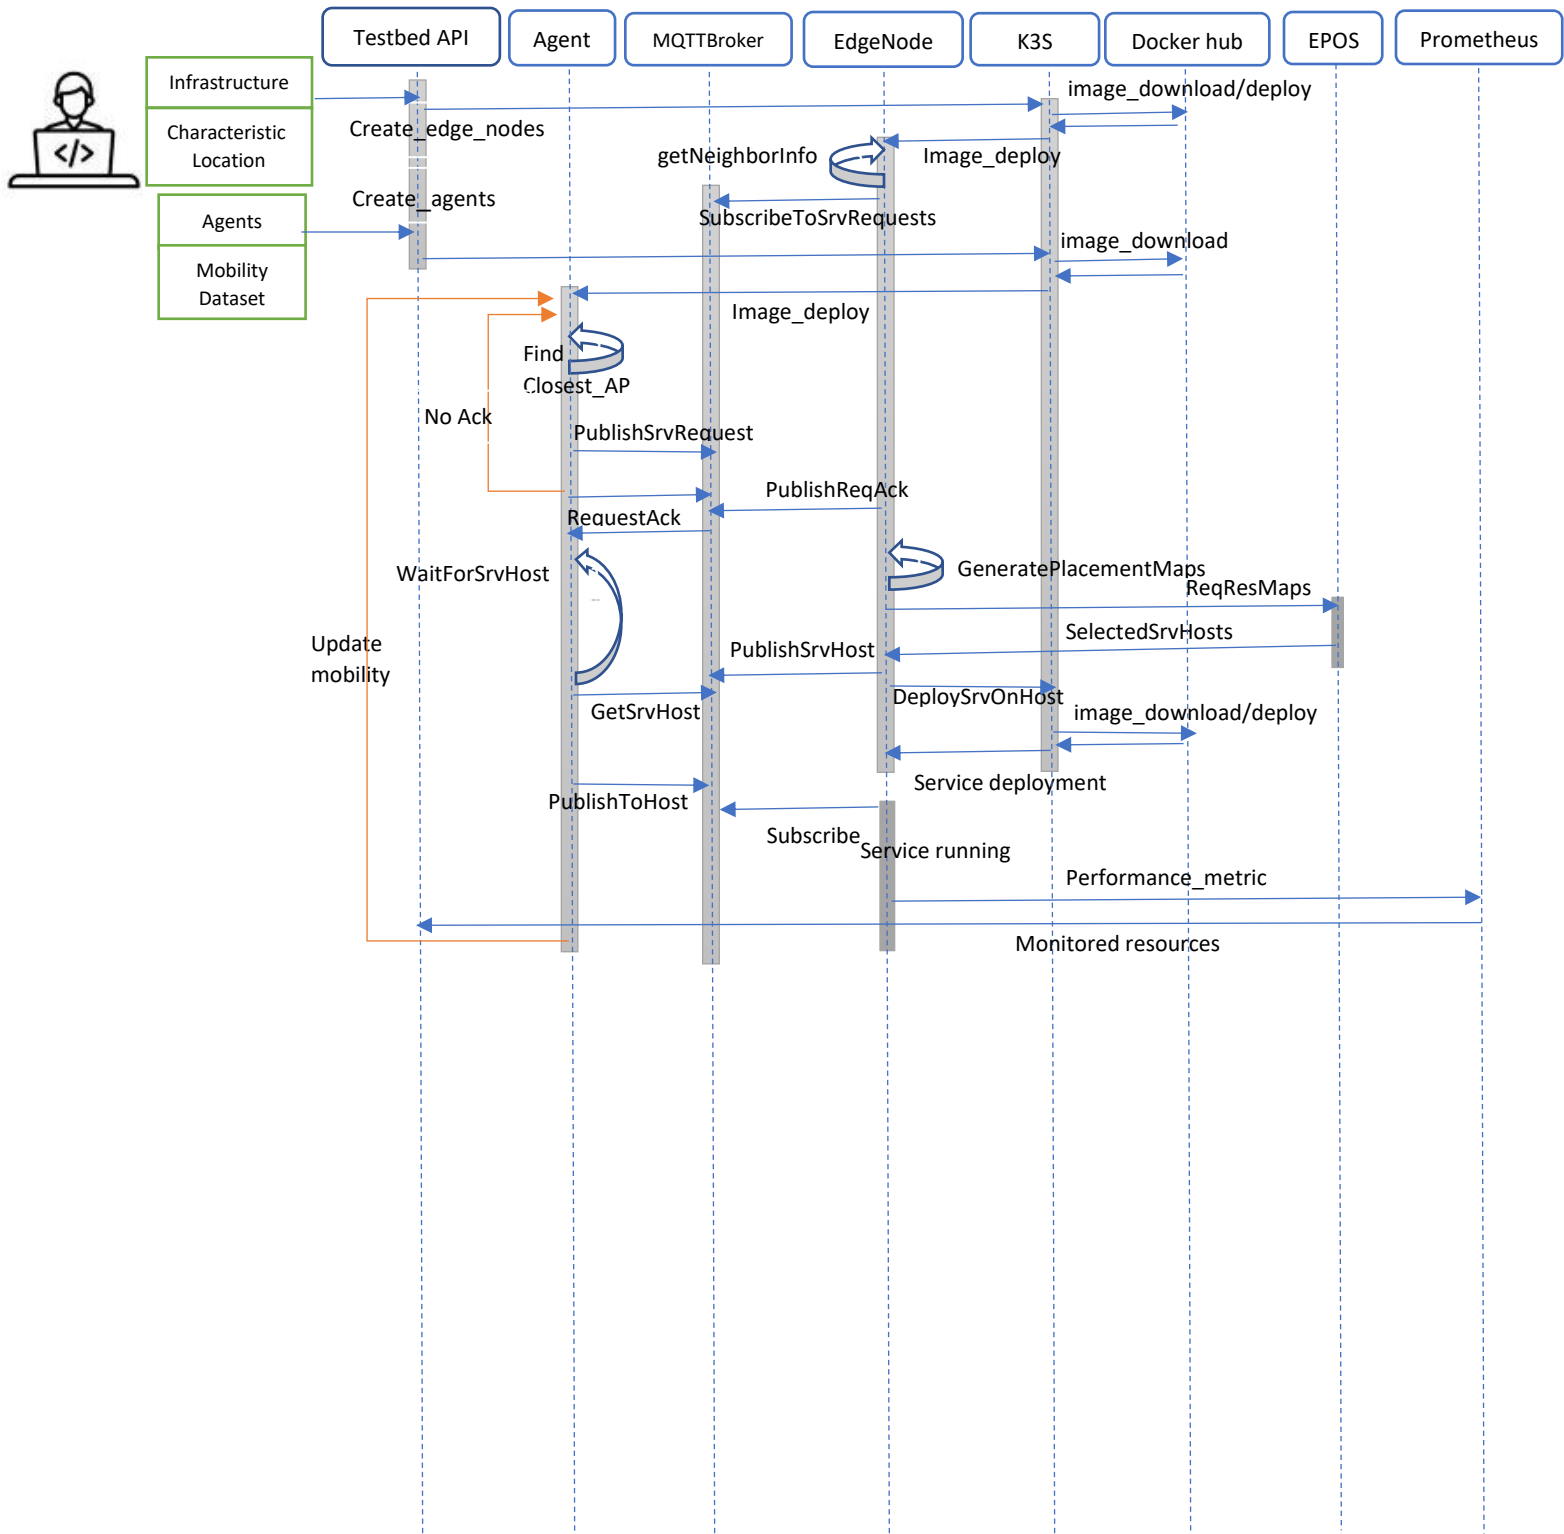 Testbed API
Agent
MQTTBroker
EdgeNode
K3S
Docker hub
EPOS
Prometheus
Infrastructure
Characteristic
Location
</>
Agents
Mobility
Dataset
image_download/deploy
Create_edge_nodes
getNeighborInfo
Image_deploy
Create_agents
SubscribeToSrvRequests
image_download
Image_deploy
Find
Closest_AP
No Ack
PublishSrvRequest
PublishReqAck
RequestAck
WaitForSrvHost
GeneratePlacementMaps
ReqResMaps
SelectedSrvHosts
Update
mobility
PublishSrvHost
DeploySrvOnHost
GetSrvHost
image_download/deploy
Service deployment
PublishToHost
Subscribe
Service running
Performance_metric
Monitored resources